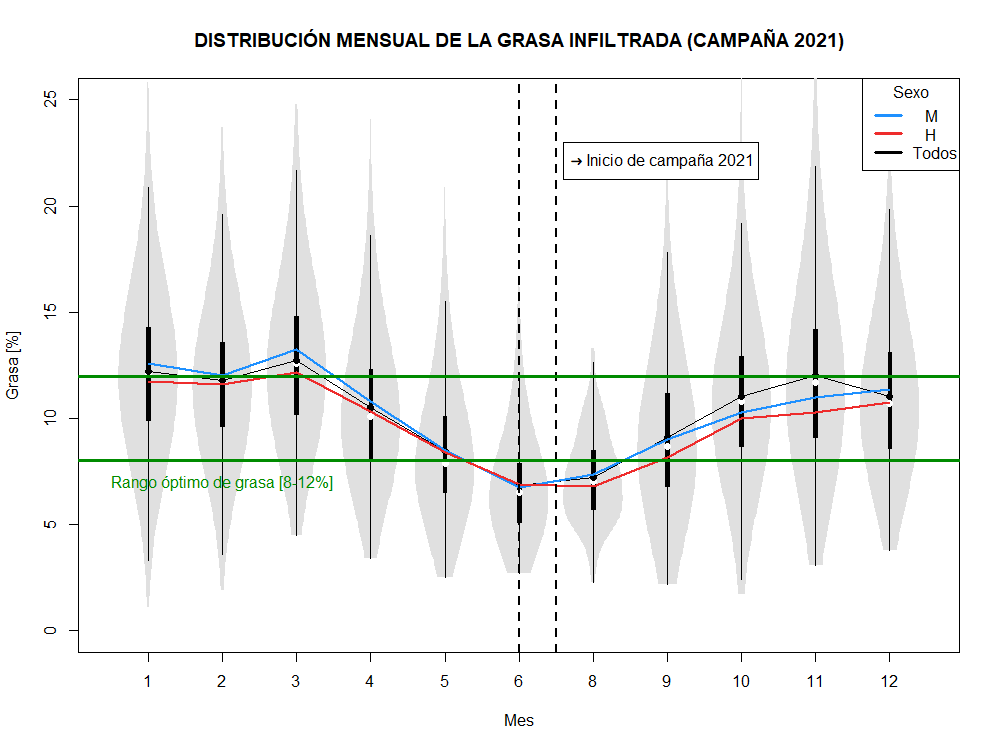 DISTRIBUCIÓN MENSUAL DE LA GRASA INFILTRADA (CAMPAÑA 2021)
Sexo
M
H
Todos
➔ Inicio de campaña 2021
Rango óptimo de grasa [8-12%]
Grasa [%]
25
20
15
10
5
0
1 2 3 4 5 6 8 9 10 11 12
Mes